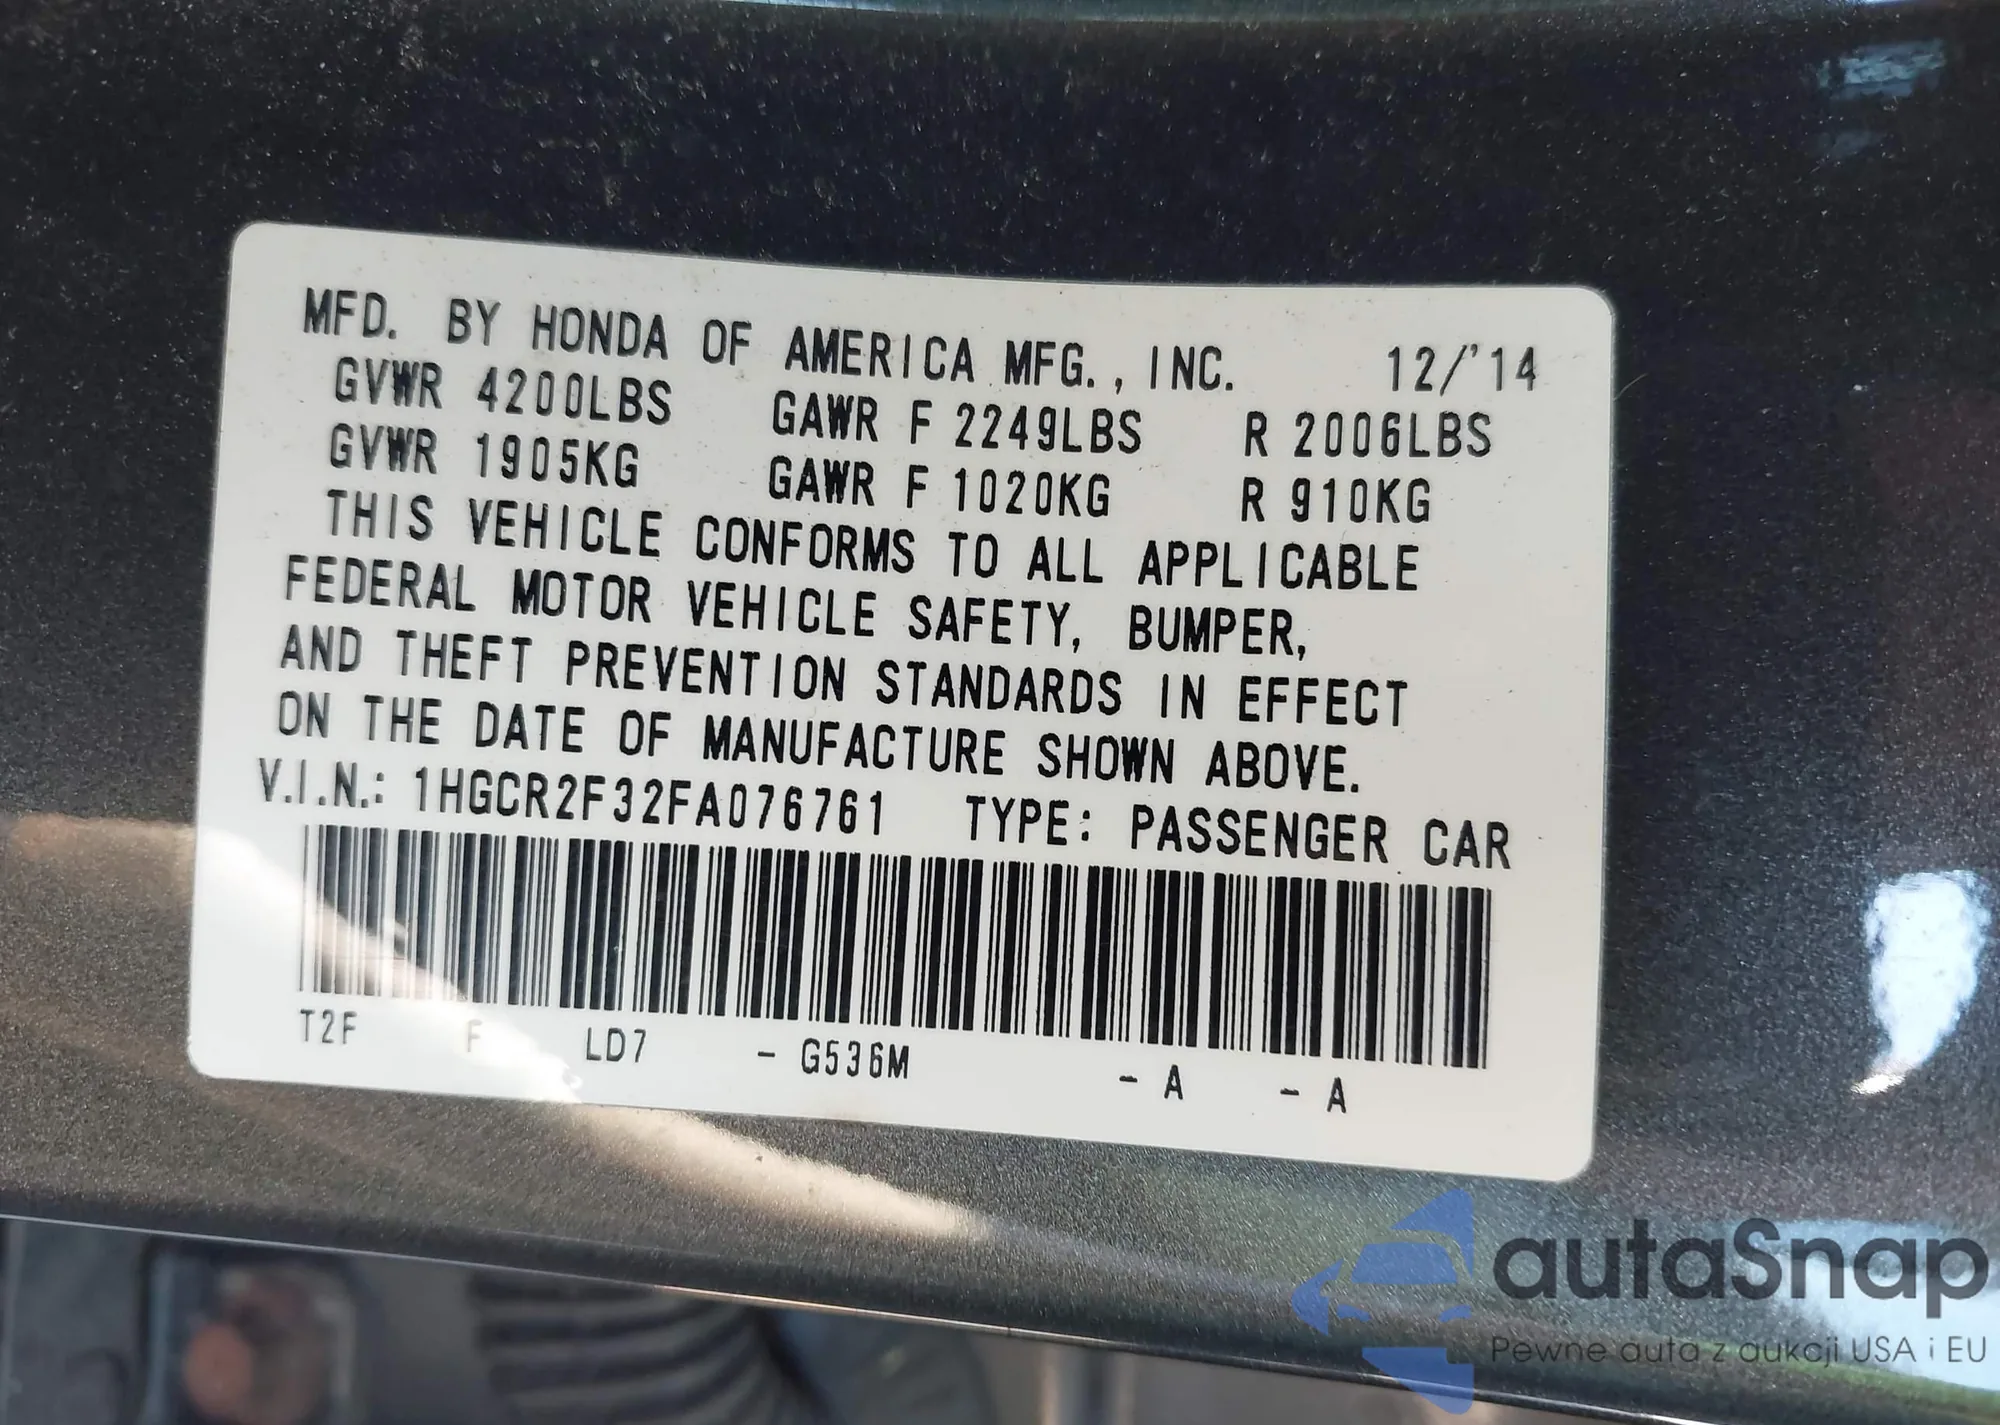 MFD. BY HONDA OF AMERICA MFG., INC. 12/'14
GVWR 4200LBS GAWR F 2249LBS R 2006LBS
GVWR 1905KG GAWR F 1020KG R 910KG
THIS VEHICLE CONFORMS TO ALL APPLICABLE
FEDERAL MOTOR VEHICLE SAFETY, BUMPER,
AND THEFT PREVENTION STANDARDS IN EFFECT
ON THE DATE OF MANUFACTURE SHOWN ABOVE.
V.I.N.: 1HGCR2F32FA076761 TYPE: PASSENGER CAR
T2F F LD7 - G536M - A - A
autaSnap
Pewne auta z aukcji USA i EU